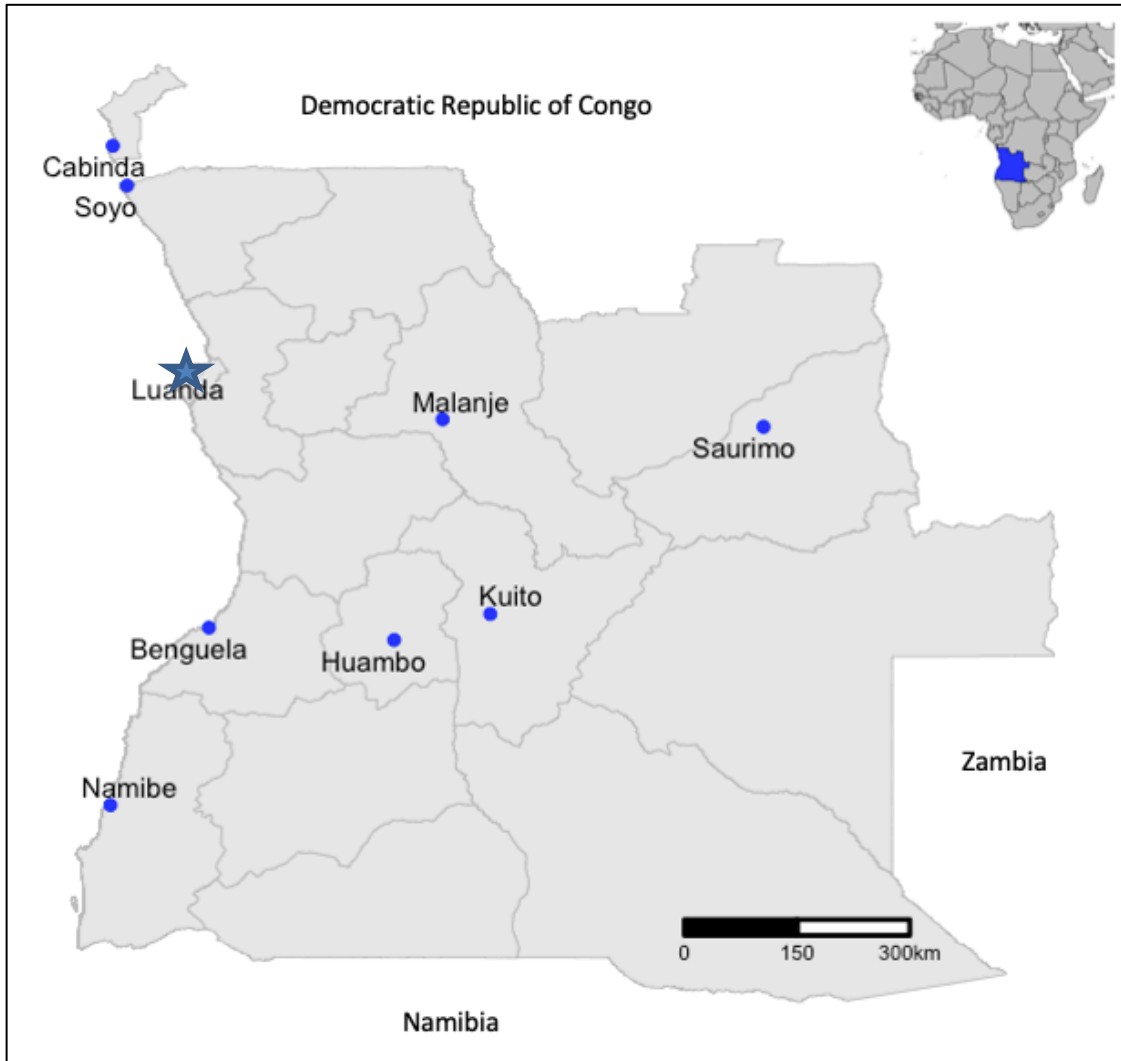 Democratic Republic of Congo
Cabinda
Soyo
Luanda
Malanje
Saurimo
Kuito
Benguela
Huambo
Zambia
Namibe
0 150 300km
Namibia